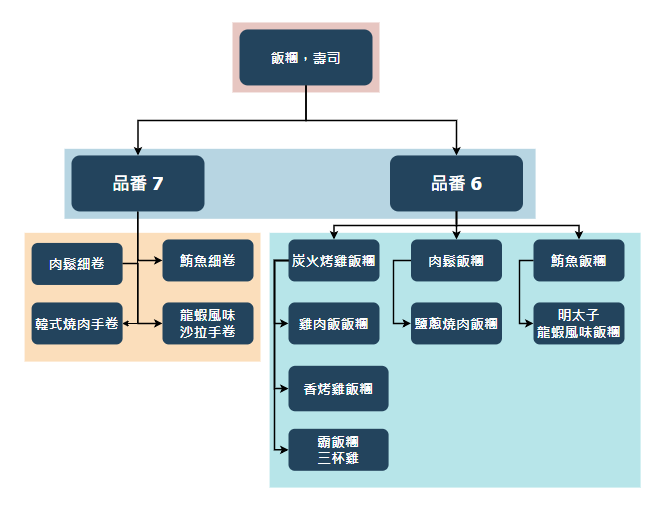 飯糰，壽司
品番 7
品番 6
肉鬆細卷
鮪魚細卷
韓式燒肉手卷
龍蝦風味
沙拉手卷
炭火烤雞飯糰
肉鬆飯糰
鮪魚飯糰
雞肉飯飯糰
鹽蔥燒肉飯糰
明太子
龍蝦風味飯糰
香烤雞飯糰
霸飯糰
三杯雞